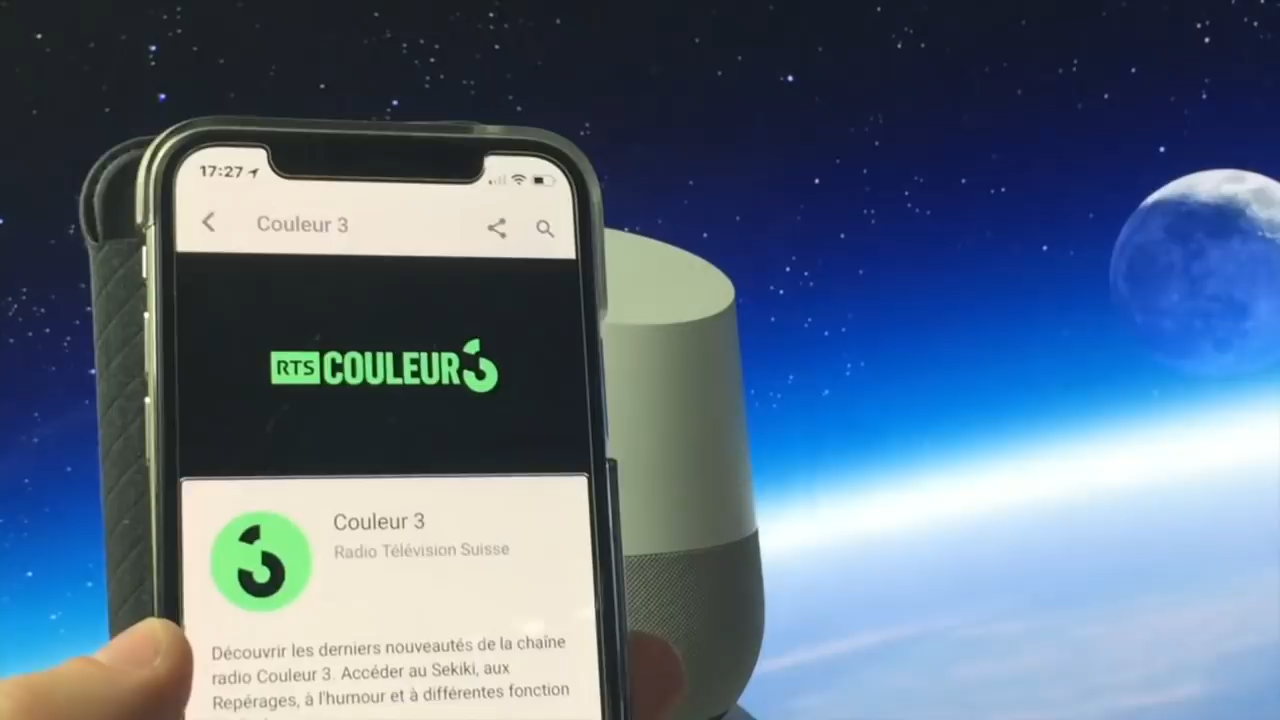 17:27
Couleur 3
RTS COULEUR 3
Couleur 3
Radio Télévision Suisse
Découvrir les derniers nouveautés de la chaîne
radio Couleur 3. Accéder au Sekiki, aux
Repérages, à l'humour et à différentes fonction